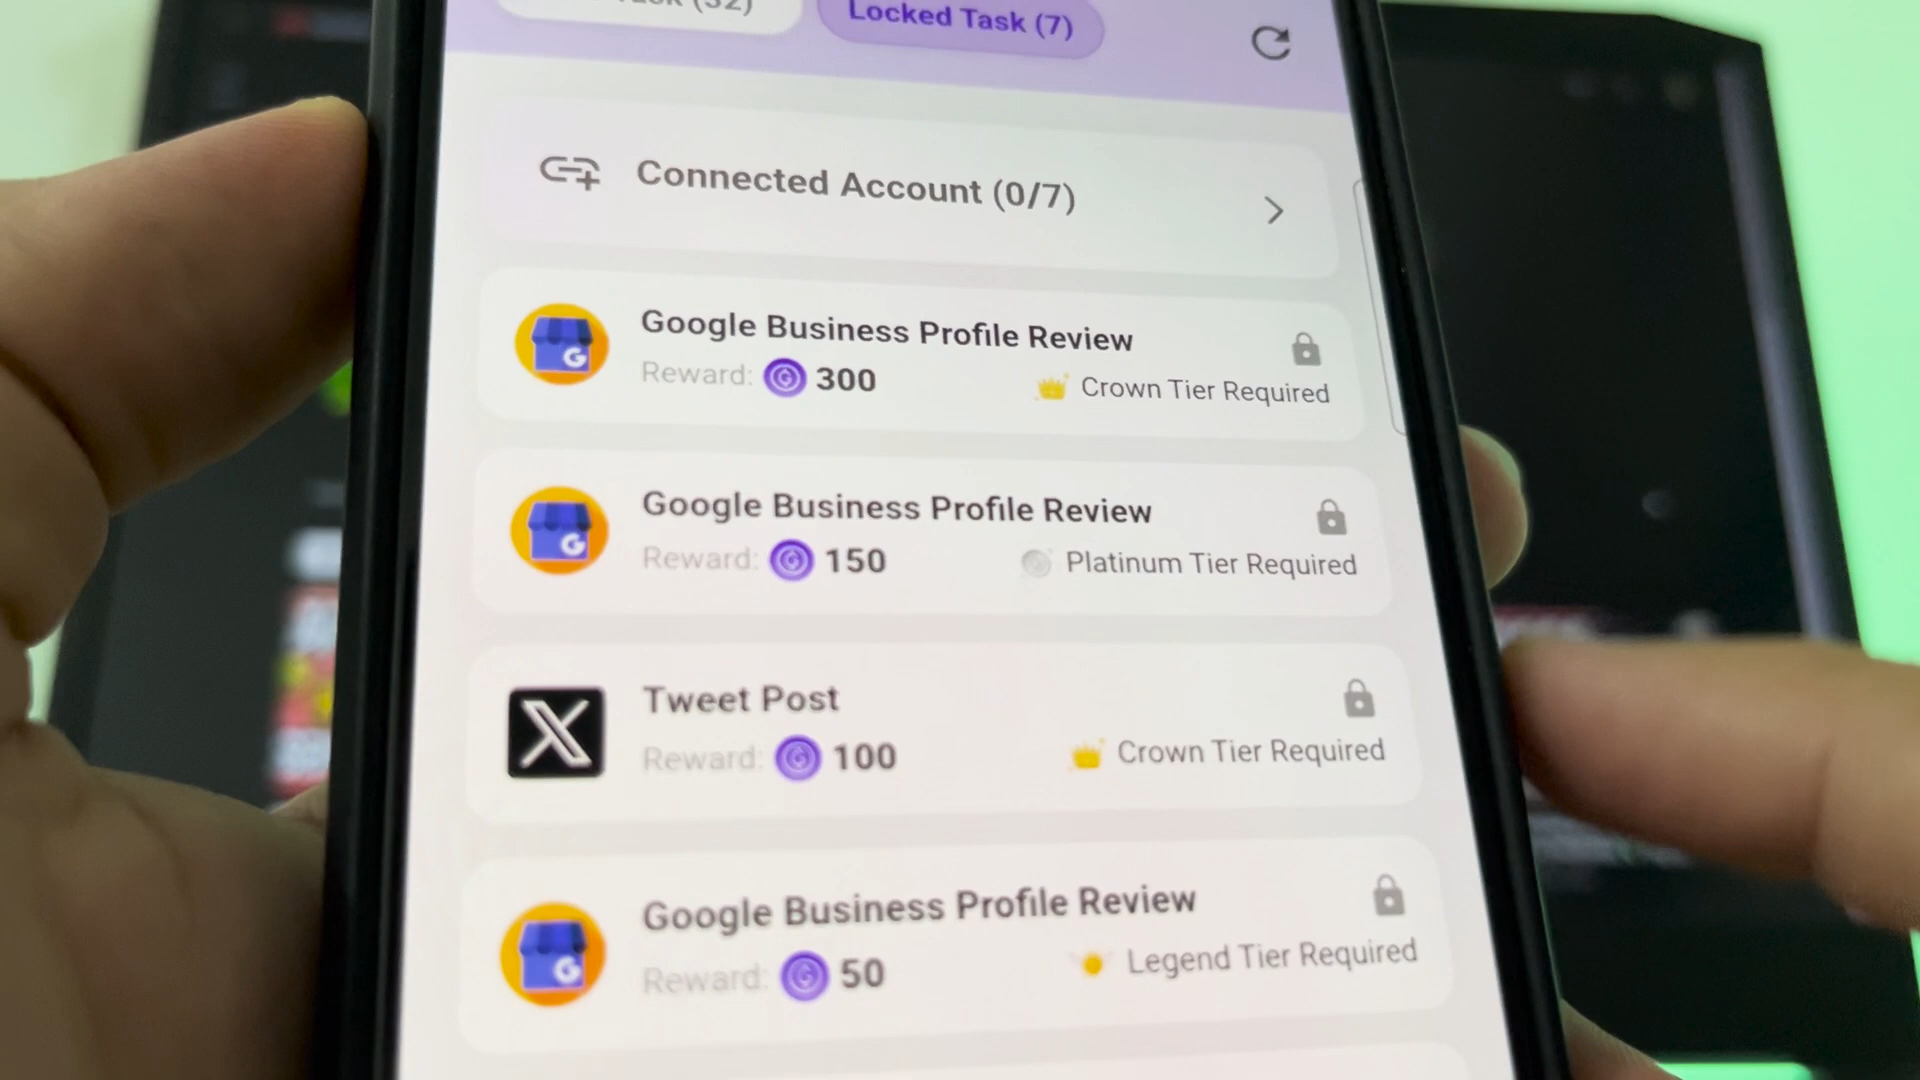 Locked Task (7)
Connected Account (0/7)
Google Business Profile Review
Reward: 300
Crown Tier Required
Google Business Profile Review
Reward: 150
Platinum Tier Required
X
Tweet Post
Reward: 100
Crown Tier Required
Google Business Profile Review
Reward: 50
Legend Tier Required